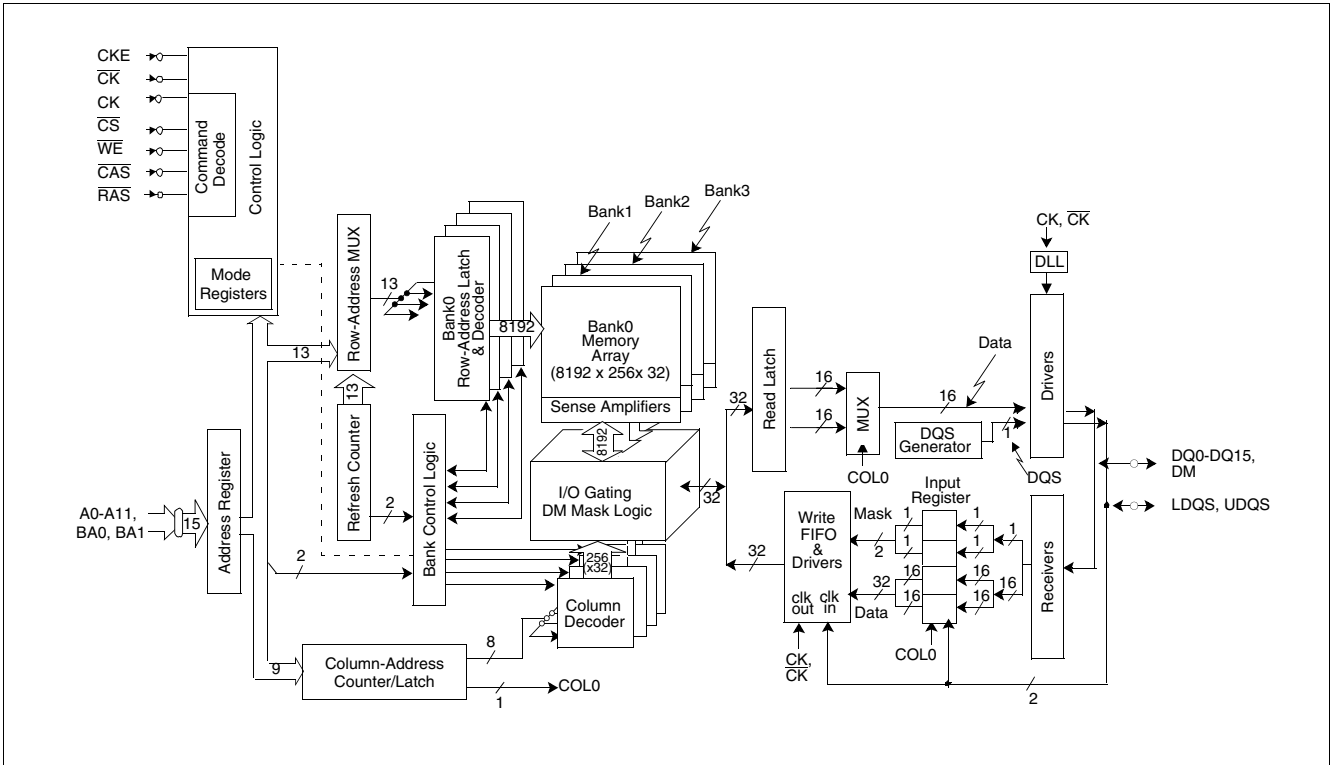 CKE
CK
CK
CS
WE
CAS
RAS
Command
Decode
Control Logic
Mode
Registers
Row-Address MUX
13
13
13
Refresh Counter
Bank0
Row-Address Latch
& Decoder
8192
Bank1
Bank2
Bank3
Bank0
Memory
Array
(8192 x 256x 32)
Sense Amplifiers
8192
I/O Gating
DM Mask Logic
2
Bank Control Logic
A0-A11,
BA0, BA1
15
Address Register
2
9
Column-Address
Counter/Latch
8
1
COL0
256
(x32)
Column
Decoder
32
32
32
Read Latch
16
16
MUX
COL0
16
Data
DQS
Generator
1
DQS
CK, CK
DLL
Drivers
DQ0-DQ15,
DM
LDQS, UDQS
Input
Register
Write
FIFO
&
Drivers
clk
out
clk
in
Mask
1
1
2
1
1
1
16
16
32
16
16
16
Data
Receivers
COL0
CK,
CK
2